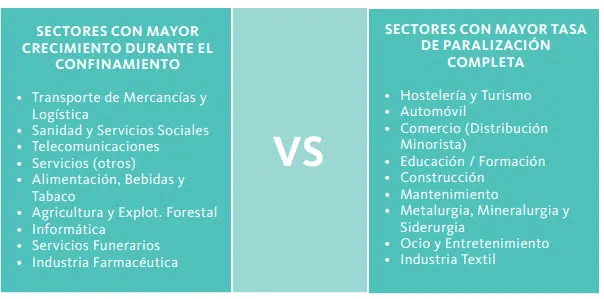 SECTORES CON MAYOR
CRECIMIENTO DURANTE EL
CONFINAMIENTO
• Transporte de Mercancías y
Logística
• Sanidad y Servicios Sociales
• Telecomunicaciones
• Servicios (otros)
• Alimentación, Bebidas y
Tabaco
• Agricultura y Explot. Forestal
• Informática
• Servicios Funerarios
• Industria Farmacéutica
VS
SECTORES CON MAYOR TASA
DE PARALIZACIÓN
COMPLETA
• Hostelería y Turismo
• Automóvil
• Comercio (Distribución
Minorista)
• Educación / Formación
• Construcción
• Mantenimiento
• Metalurgia, Mineralurgia y
Siderurgia
• Ocio y Entretenimiento
• Industria Textil